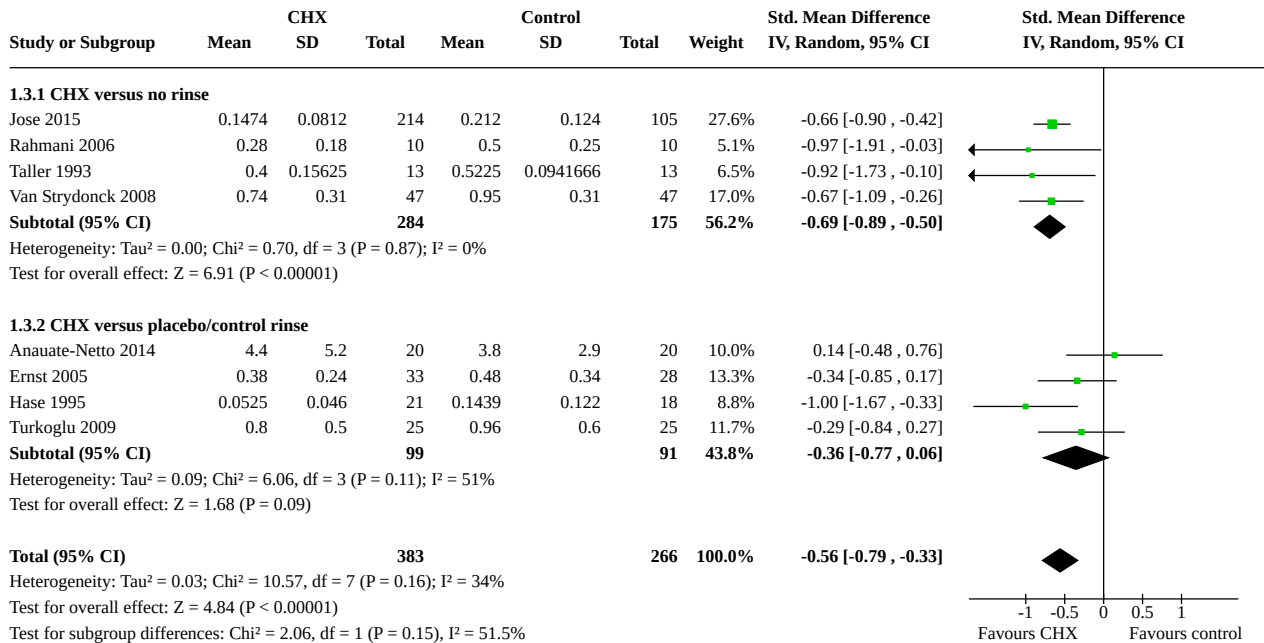 CHX Control Std. Mean Difference Std. Mean Difference
Study or Subgroup Mean SD Total Mean SD Total Weight IV, Random, 95% CI IV, Random, 95% CI
1.3.1 CHX versus no rinse
Jose 2015 0.1474 0.0812 214 0.212 0.124 105 27.6% -0.66 [-0.90 , -0.42]
Rahmani 2006 0.28 0.18 10 0.5 0.25 10 5.1% -0.97 [-1.91 , -0.03]
Taller 1993 0.4 0.15625 13 0.5225 0.0941666 13 6.5% -0.92 [-1.73 , -0.10]
Van Strydonck 2008 0.74 0.31 47 0.95 0.31 47 17.0% -0.67 [-1.09 , -0.26]
Subtotal (95% CI) 284 175 56.2% -0.69 [-0.89 , -0.50]
Heterogeneity: Tau² = 0.00; Chi² = 0.70, df = 3 (P = 0.87); I² = 0%
Test for overall effect: Z = 6.91 (P < 0.00001)
1.3.2 CHX versus placebo/control rinse
Anauate-Netto 2014 4.4 5.2 20 3.8 2.9 20 10.0% 0.14 [-0.48 , 0.76]
Ernst 2005 0.38 0.24 33 0.48 0.34 28 13.3% -0.34 [-0.85 , 0.17]
Hase 1995 0.0525 0.046 21 0.1439 0.122 18 8.8% -1.00 [-1.67 , -0.33]
Turkoglu 2009 0.8 0.5 25 0.96 0.6 25 11.7% -0.29 [-0.84 , 0.27]
Subtotal (95% CI) 99 91 43.8% -0.36 [-0.77 , 0.06]
Heterogeneity: Tau² = 0.09; Chi² = 6.06, df = 3 (P = 0.11); I² = 51%
Test for overall effect: Z = 1.68 (P = 0.09)
Total (95% CI) 383 266 100.0% -0.56 [-0.79 , -0.33]
Heterogeneity: Tau² = 0.03; Chi² = 10.57, df = 7 (P = 0.16); I² = 34%
Test for overall effect: Z = 4.84 (P < 0.00001)
Test for subgroup differences: Chi² = 2.06, df = 1 (P = 0.15), I² = 51.5%
-1 -0.5 0 0.5 1
Favours CHX Favours control